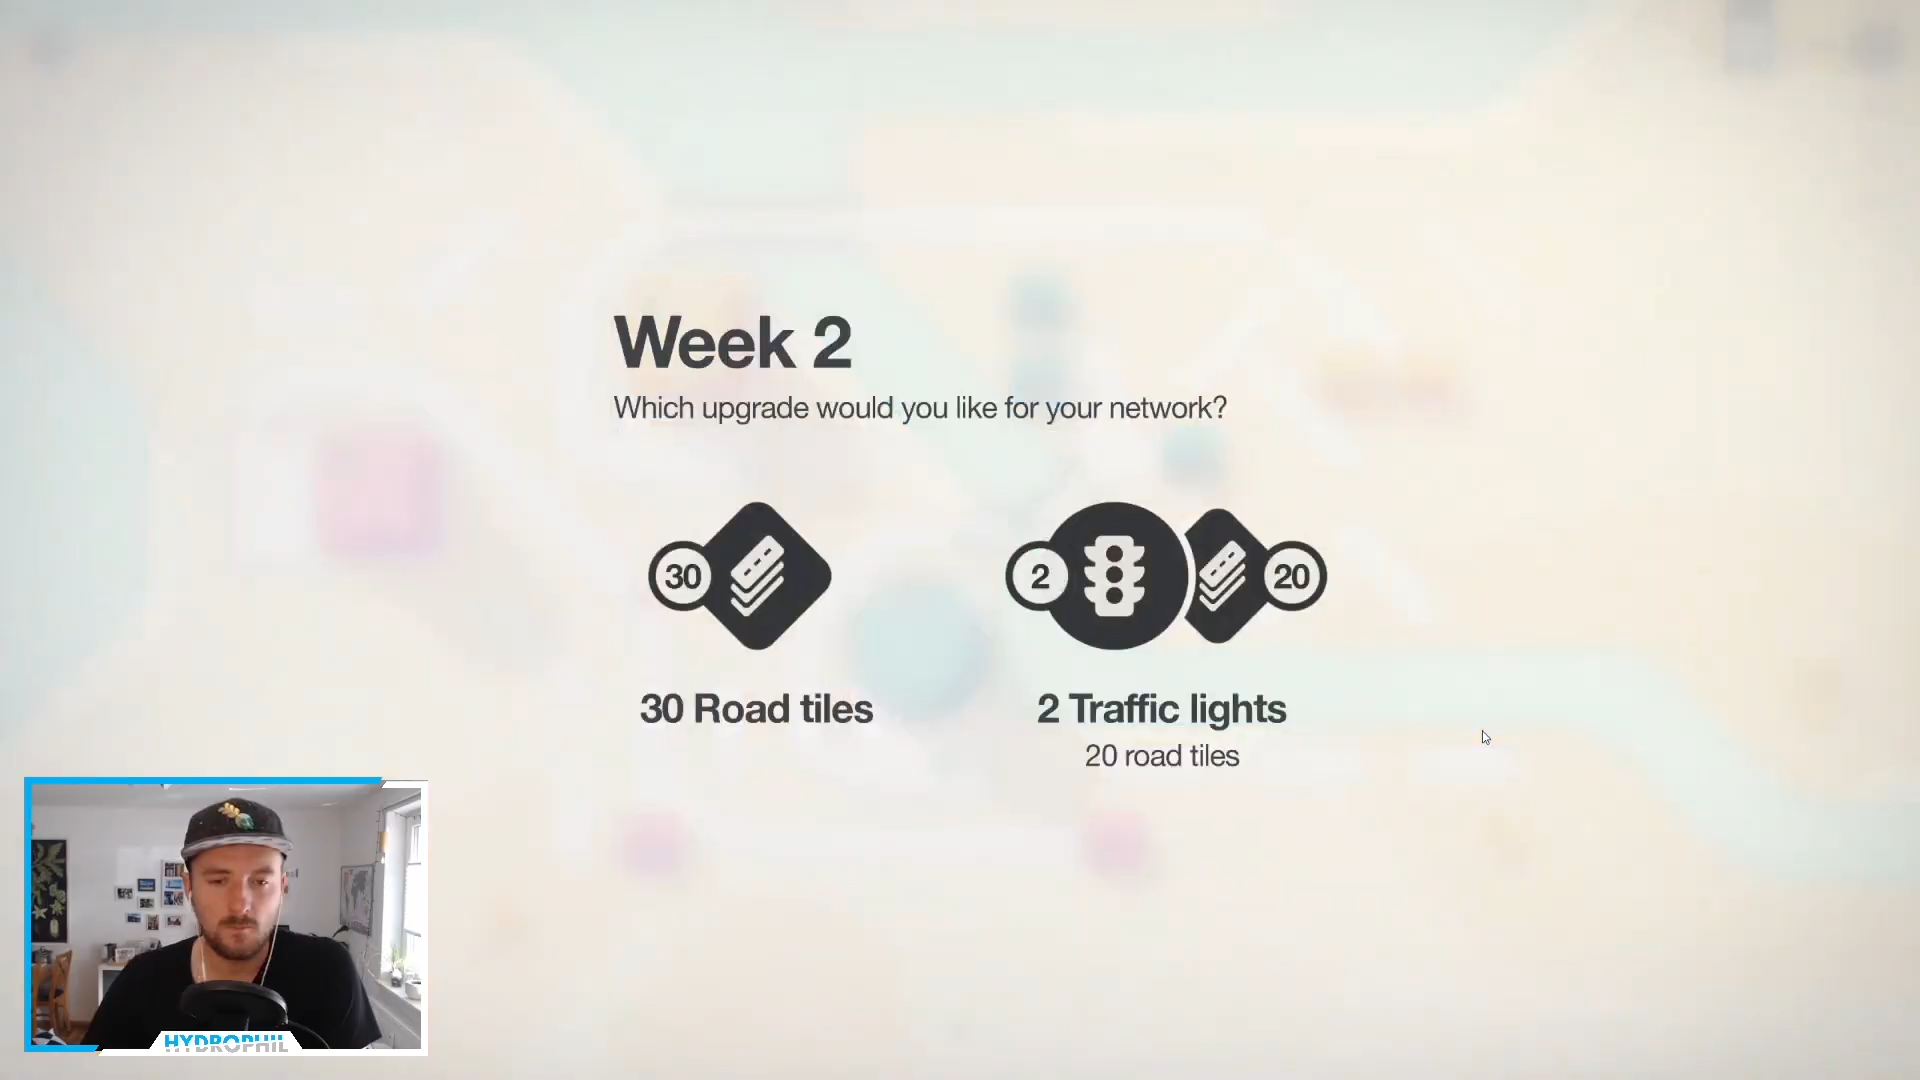 Week 2
Which upgrade would you like for your network?
30
2
20
30 Road tiles
2 Traffic lights
20 road tiles
HYDROPHIL